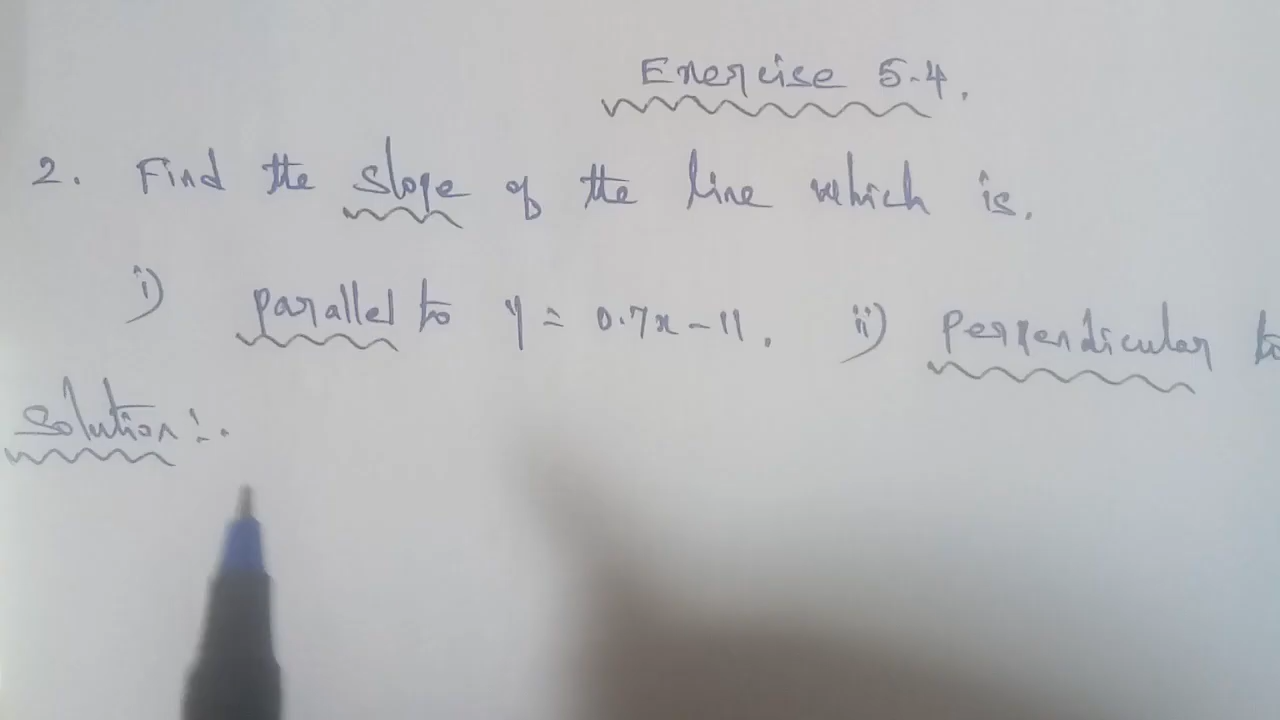 Exercise 5.4.
2. Find the slope of the line which is.
i) parallel to y = 0.7x - 11. ii) Perpendicular to
Solution:-